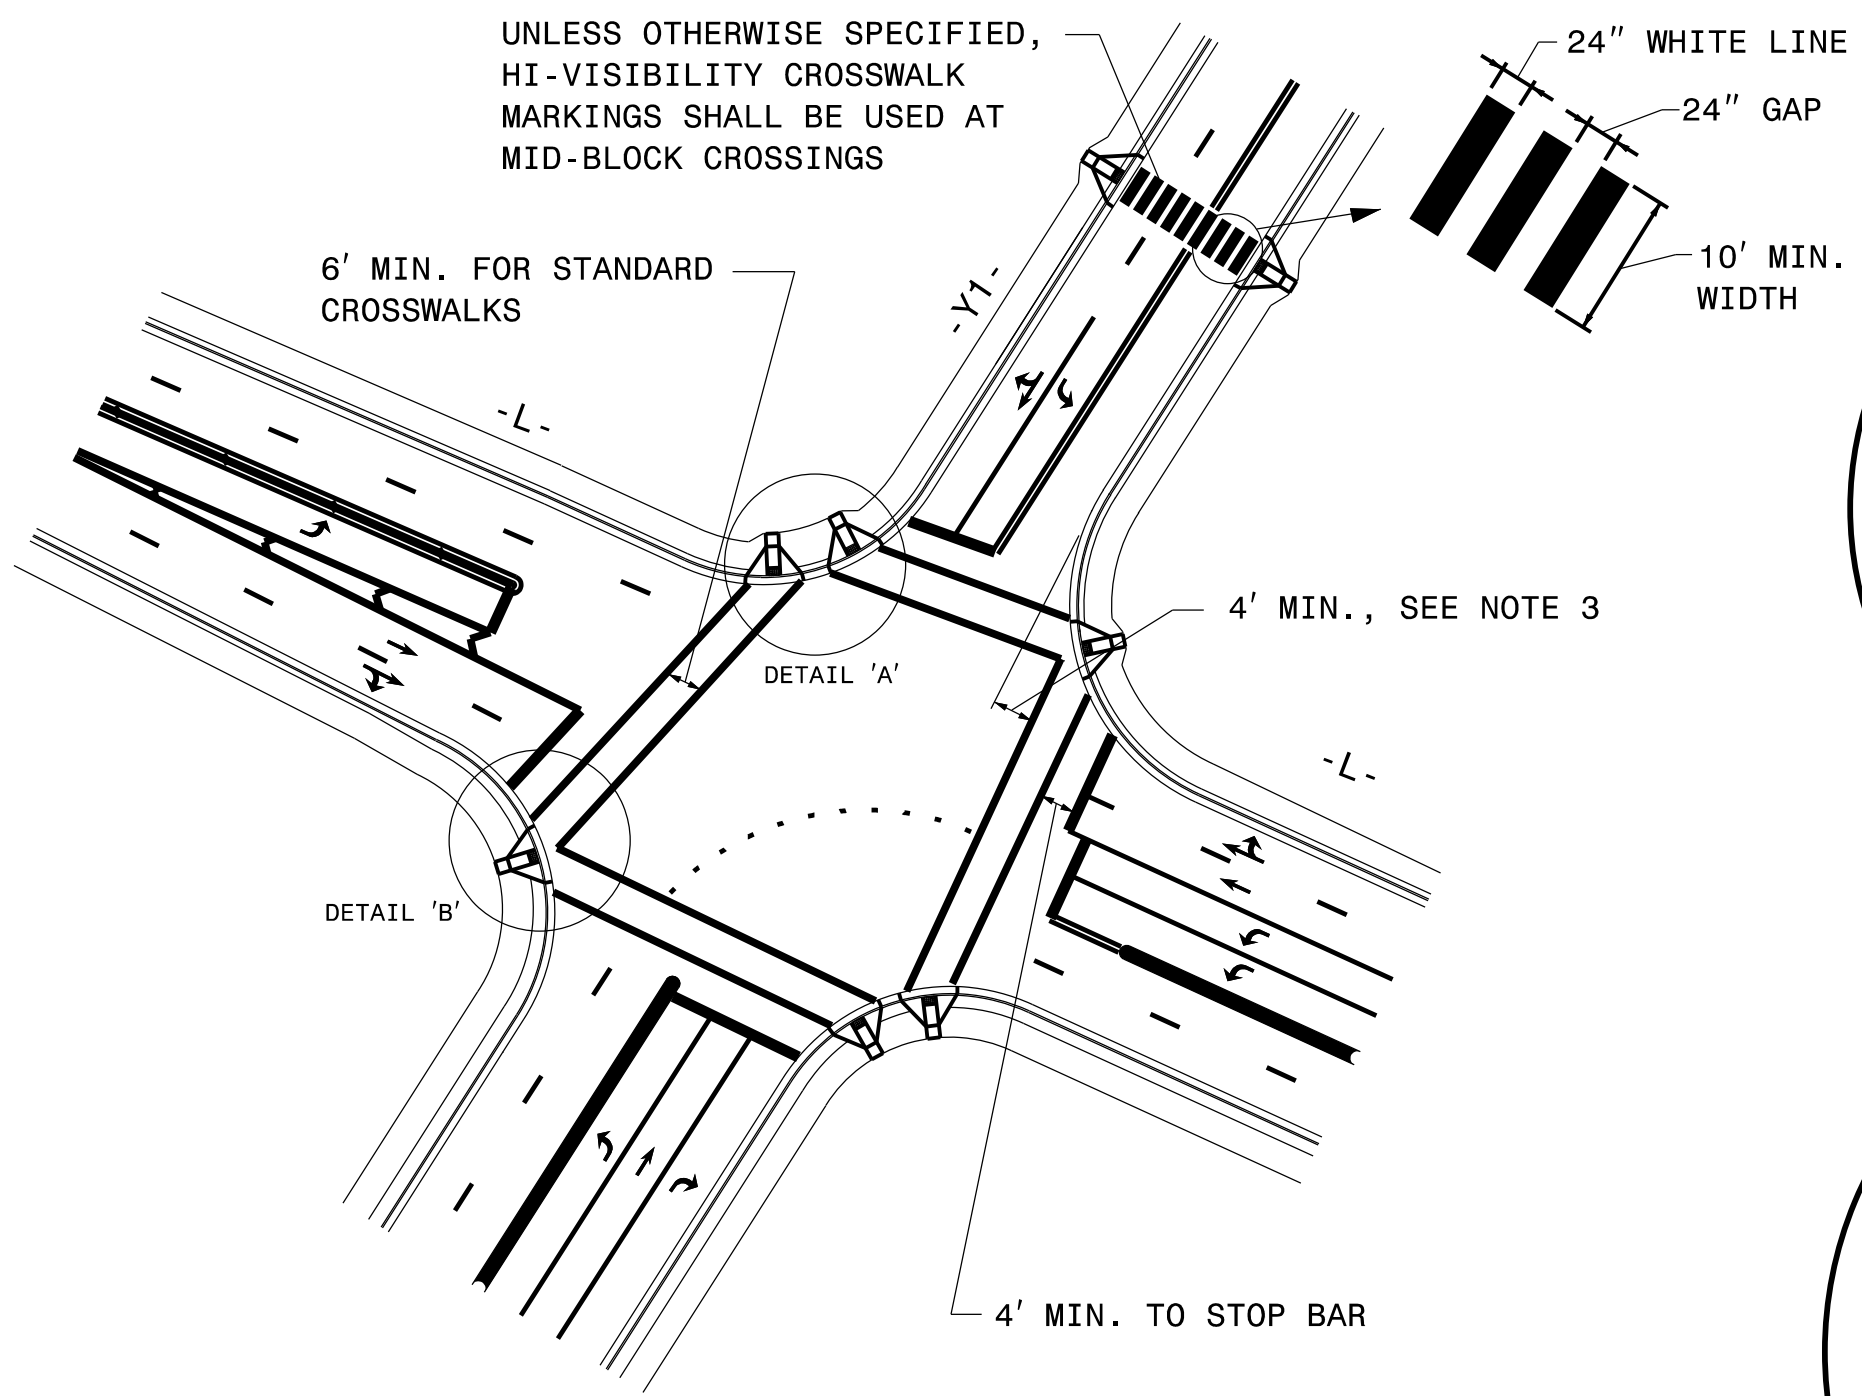 UNLESS OTHERWISE SPECIFIED,
HI-VISIBILITY CROSSWALK
MARKINGS SHALL BE USED AT
MID-BLOCK CROSSINGS
24" WHITE LINE
24" GAP
10' MIN.
WIDTH
6' MIN. FOR STANDARD
CROSSWALKS
-Y1-
-L-
4' MIN., SEE NOTE 3
DETAIL 'A'
-L-
DETAIL 'B'
4' MIN. TO STOP BAR